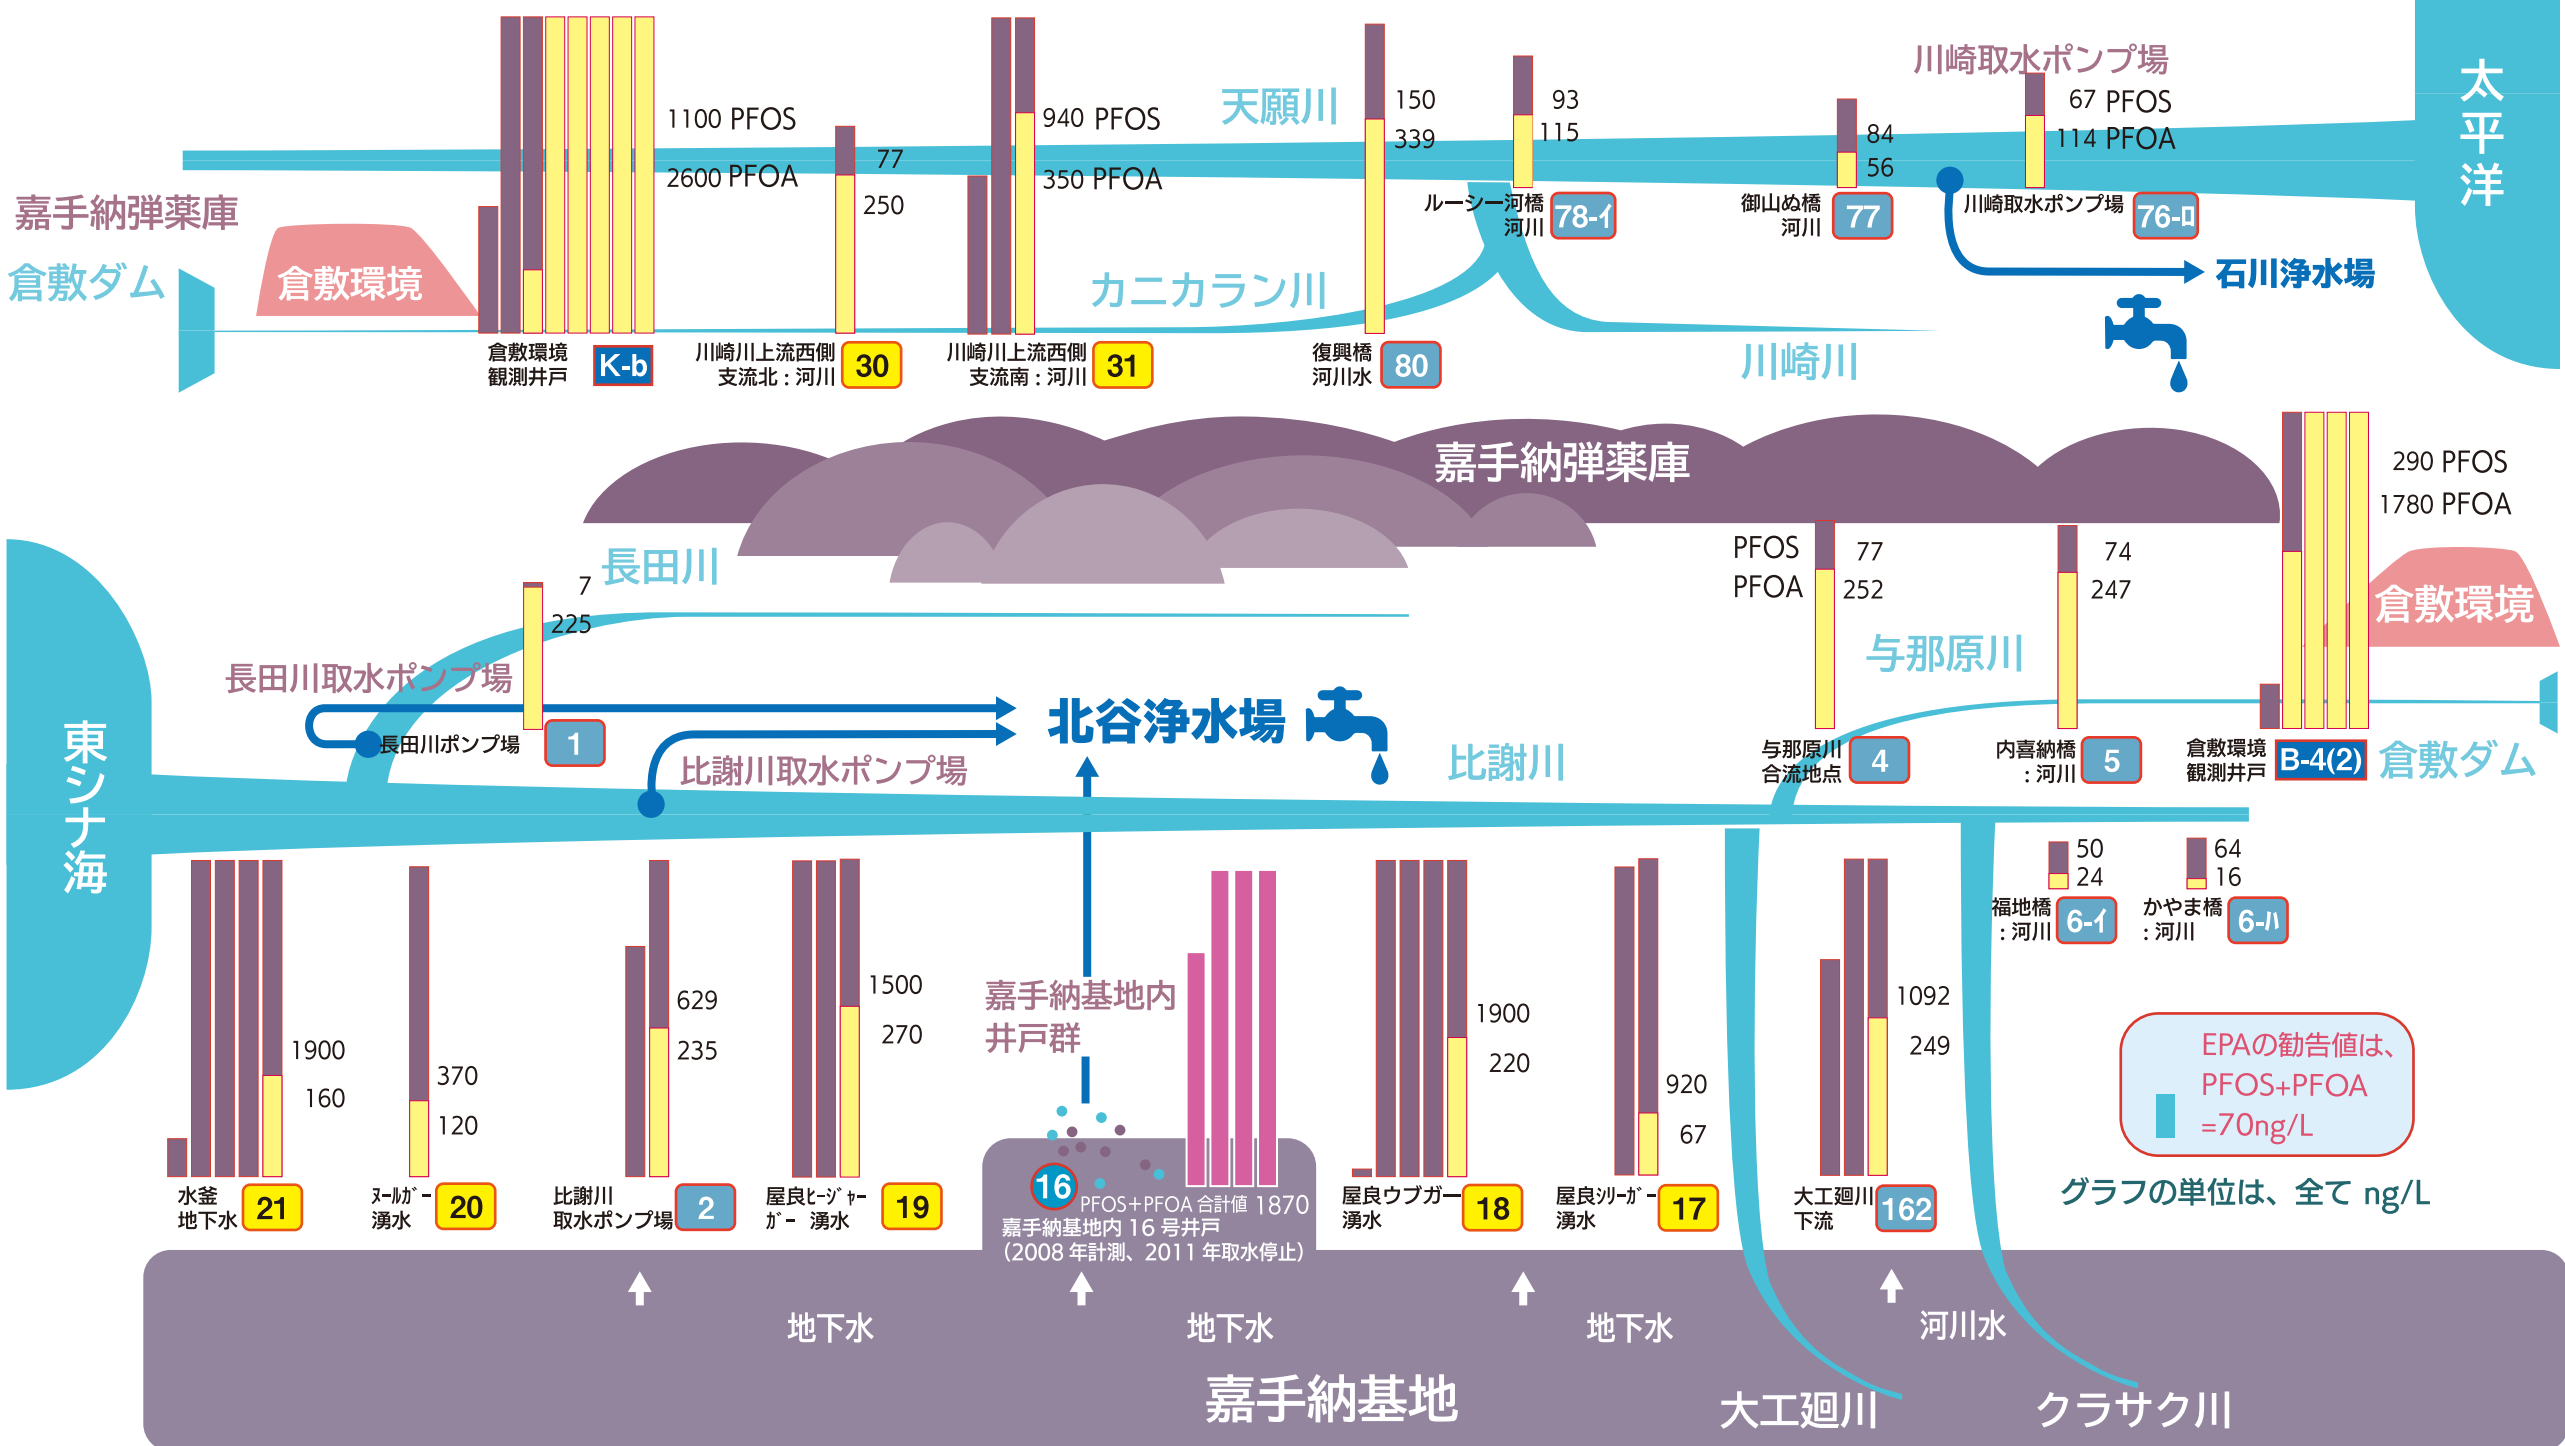 川崎取水ポンプ場
太平洋
天願川
1100 PFOS
2600 PFOA
77
250
940 PFOS
350 PFOA
150
339
93
115
84
56
67 PFOS
114 PFOA
嘉手納弾薬庫
倉敷ダム
倉敷環境
カニカラン川
ルーシー河橋
河川
78-イ
御山ぬ橋
河川
77
川崎取水ポンプ場
76-ロ
石川浄水場
倉敷環境
観測井戸
K-b
川崎川上流西側
支流北：河川
30
川崎川上流西側
支流南：河川
31
復興橋
河川水
80
川崎川
嘉手納弾薬庫
290 PFOS
1780 PFOA
長田川
7
225
PFOS
PFOA
77
252
74
247
倉敷環境
与那原川
長田川取水ポンプ場
長田川ポンプ場
1
北谷浄水場
比謝川取水ポンプ場
比謝川
与那原川
合流地点
4
内喜納橋
：河川
5
倉敷環境
観測井戸
B-4(2)
倉敷ダム
東シナ海
50
24
64
16
福地橋
：河川
6-イ
かやま橋
：河川
6-ハ
1900
160
370
120
629
235
1500
270
嘉手納基地内
井戸群
1900
220
920
67
1092
249
EPAの勧告値は、
PFOS+PFOA
=70ng/L
グラフの単位は、全て ng/L
水釜
地下水
21
ヌールガー
湧水
20
比謝川
取水ポンプ場
2
屋良ヒージャー
ガー 湧水
19
16
PFOS+PFOA 合計値 1870
嘉手納基地内 16 号井戸
（2008 年計測、2011 年取水停止）
屋良ウブガー
湧水
18
屋良シリーガー
湧水
17
大工廻川
下流
162
地下水
地下水
地下水
河川水
嘉手納基地
大工廻川
クラサク川